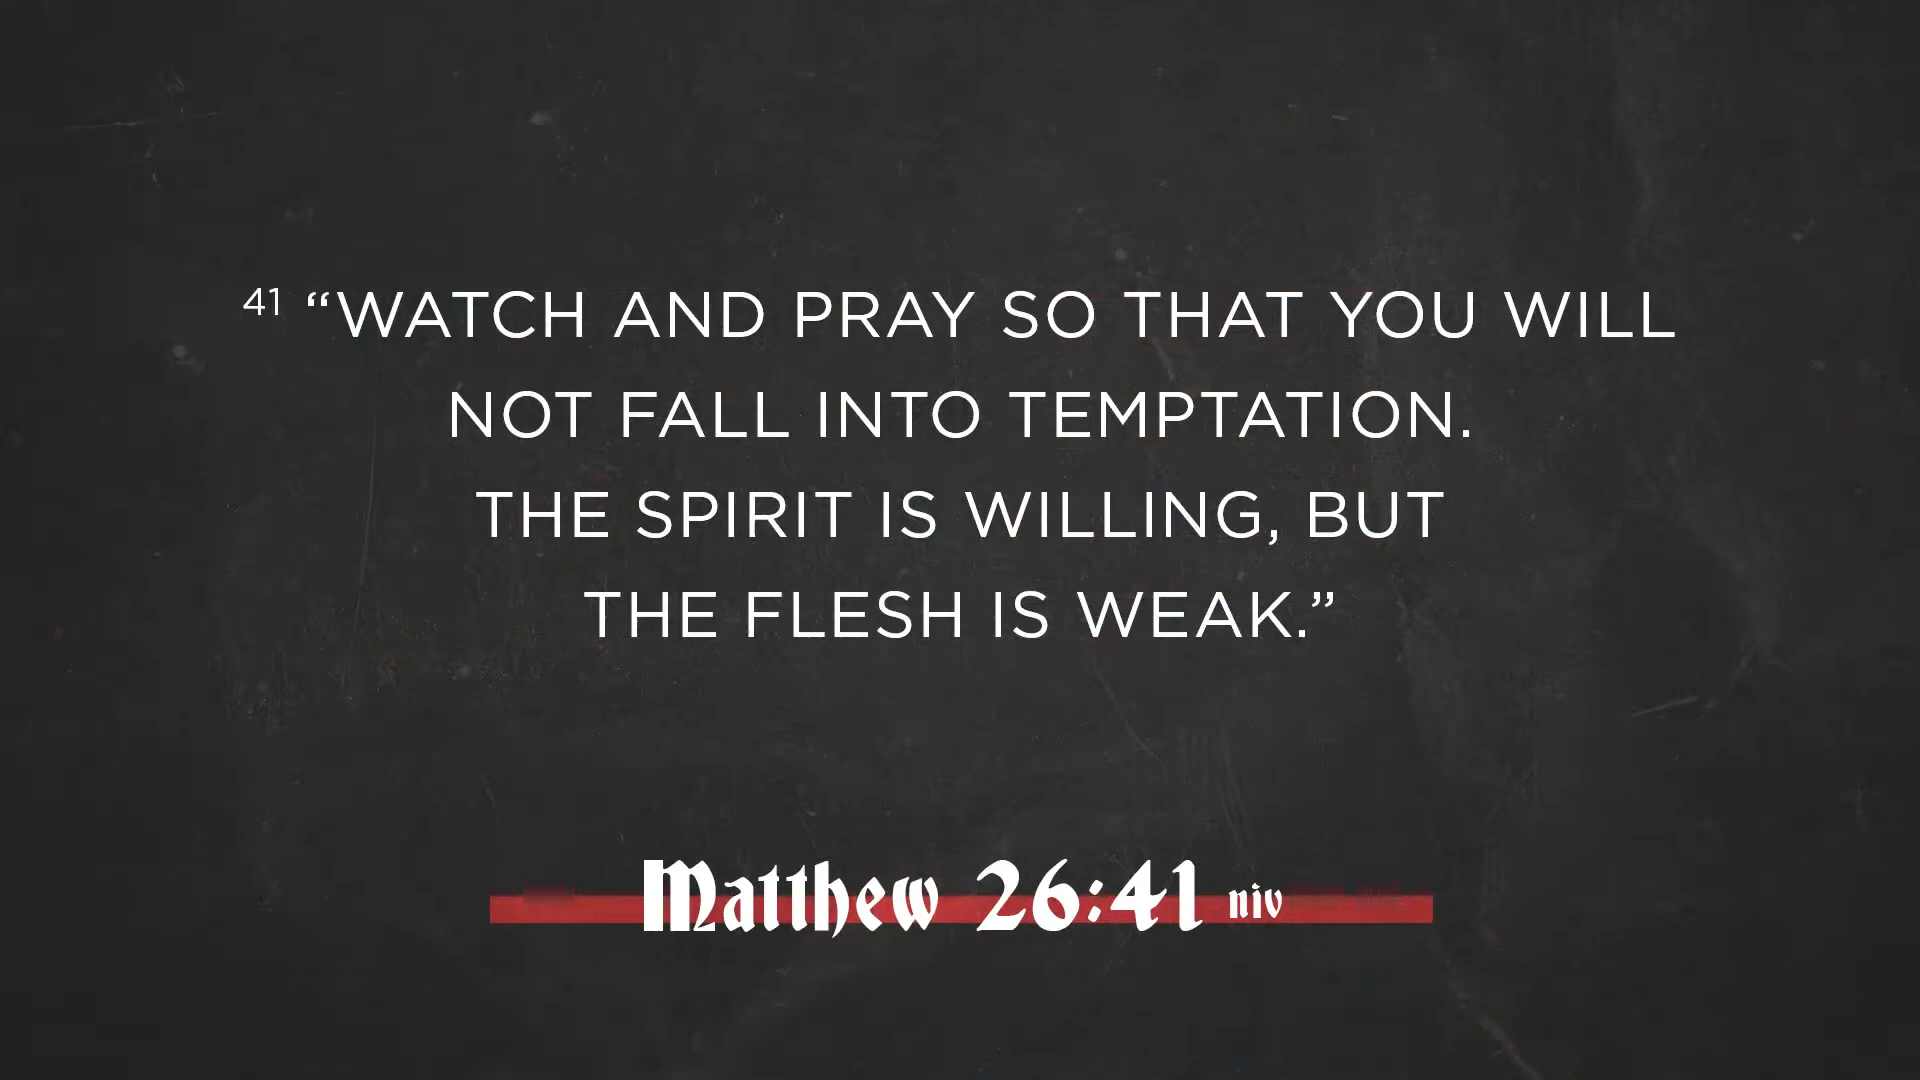 41 “WATCH AND PRAY SO THAT YOU WILL
NOT FALL INTO TEMPTATION.
THE SPIRIT IS WILLING, BUT
THE FLESH IS WEAK.”
Matthew 26:41 niv